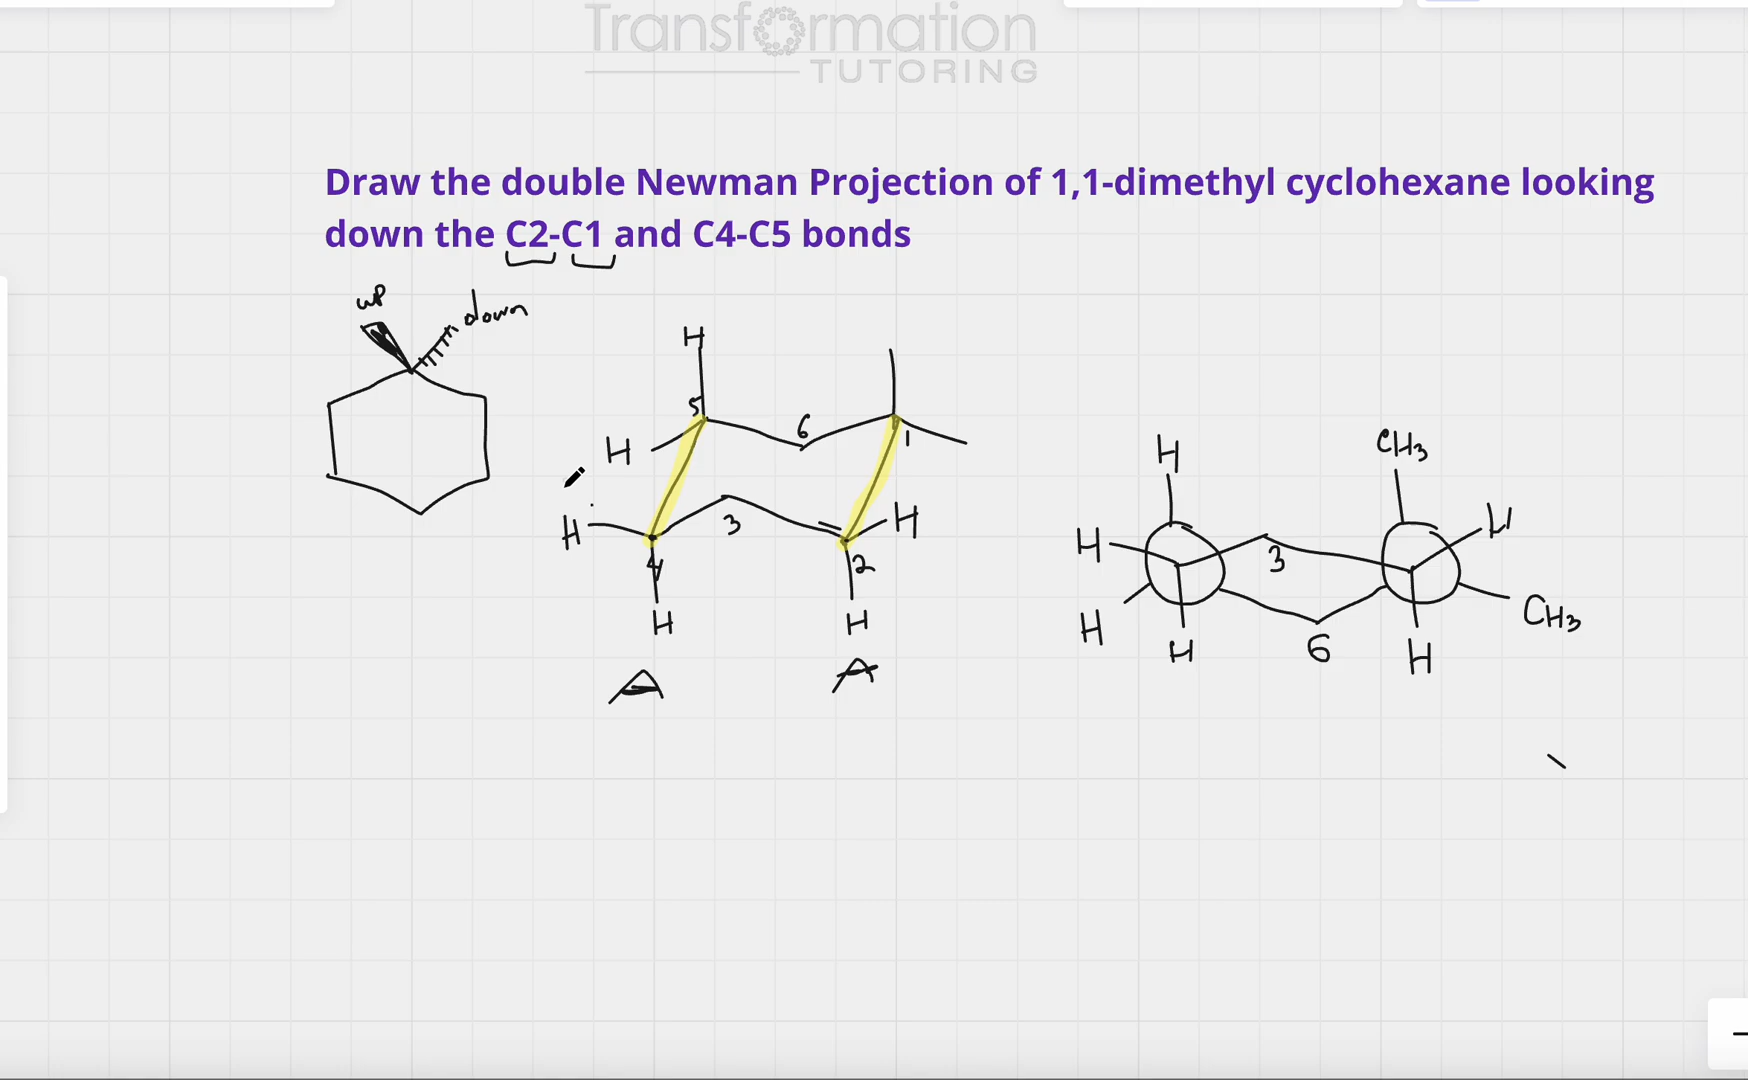 Transformation
TUTORING
Draw the double Newman Projection of 1,1-dimethyl cyclohexane looking
down the C2-C1 and C4-C5 bonds
up
down
H
5
6
1
H
H
3
H
4
2
H
H
H
CH3
H
H
3
H
H
6
H
CH3